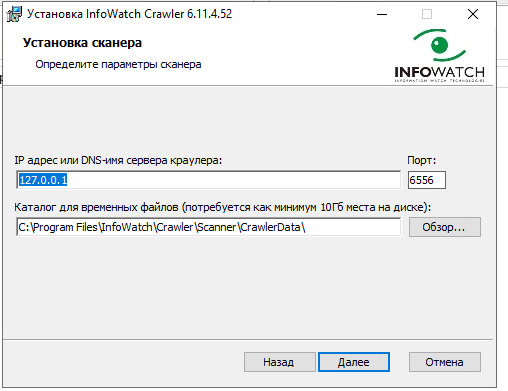 Установка InfoWatch Crawler 6.11.4.52
Установка сканера
Определите параметры сканера
INFOWATCH
INFORMATION WATCH TECHNOLOGIES
IP адрес или DNS-имя сервера краулера:
Порт:
127.0.0.1
6556
Каталог для временных файлов (потребуется как минимум 10Гб места на диске):
C:\Program Files\InfoWatch\Crawler\Scanner\CrawlerData\
Обзор...
Назад
Далее
Отмена